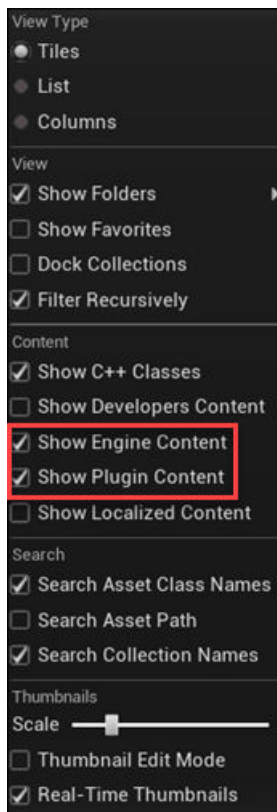 View Type
Tiles
List
Columns
View
Show Folders
Show Favorites
Dock Collections
Filter Recursively
Content
Show C++ Classes
Show Developers Content
Show Engine Content
Show Plugin Content
Show Localized Content
Search
Search Asset Class Names
Search Asset Path
Search Collection Names
Thumbnails
Scale
Thumbnail Edit Mode
Real-Time Thumbnails